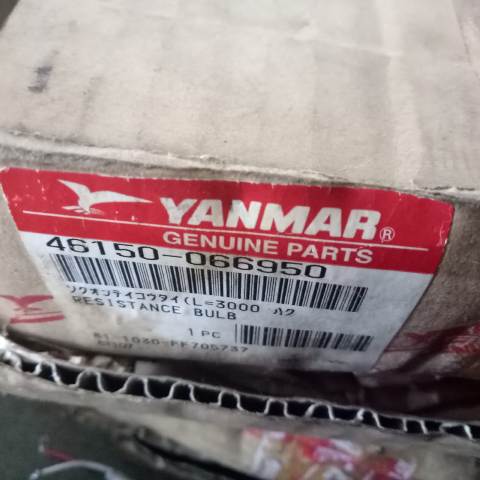 YANMAR®
GENUINE PARTS
46150-066950
ソクオンテイコウタイ(L=3000 ハク
RESISTANCE BULB
1 PC